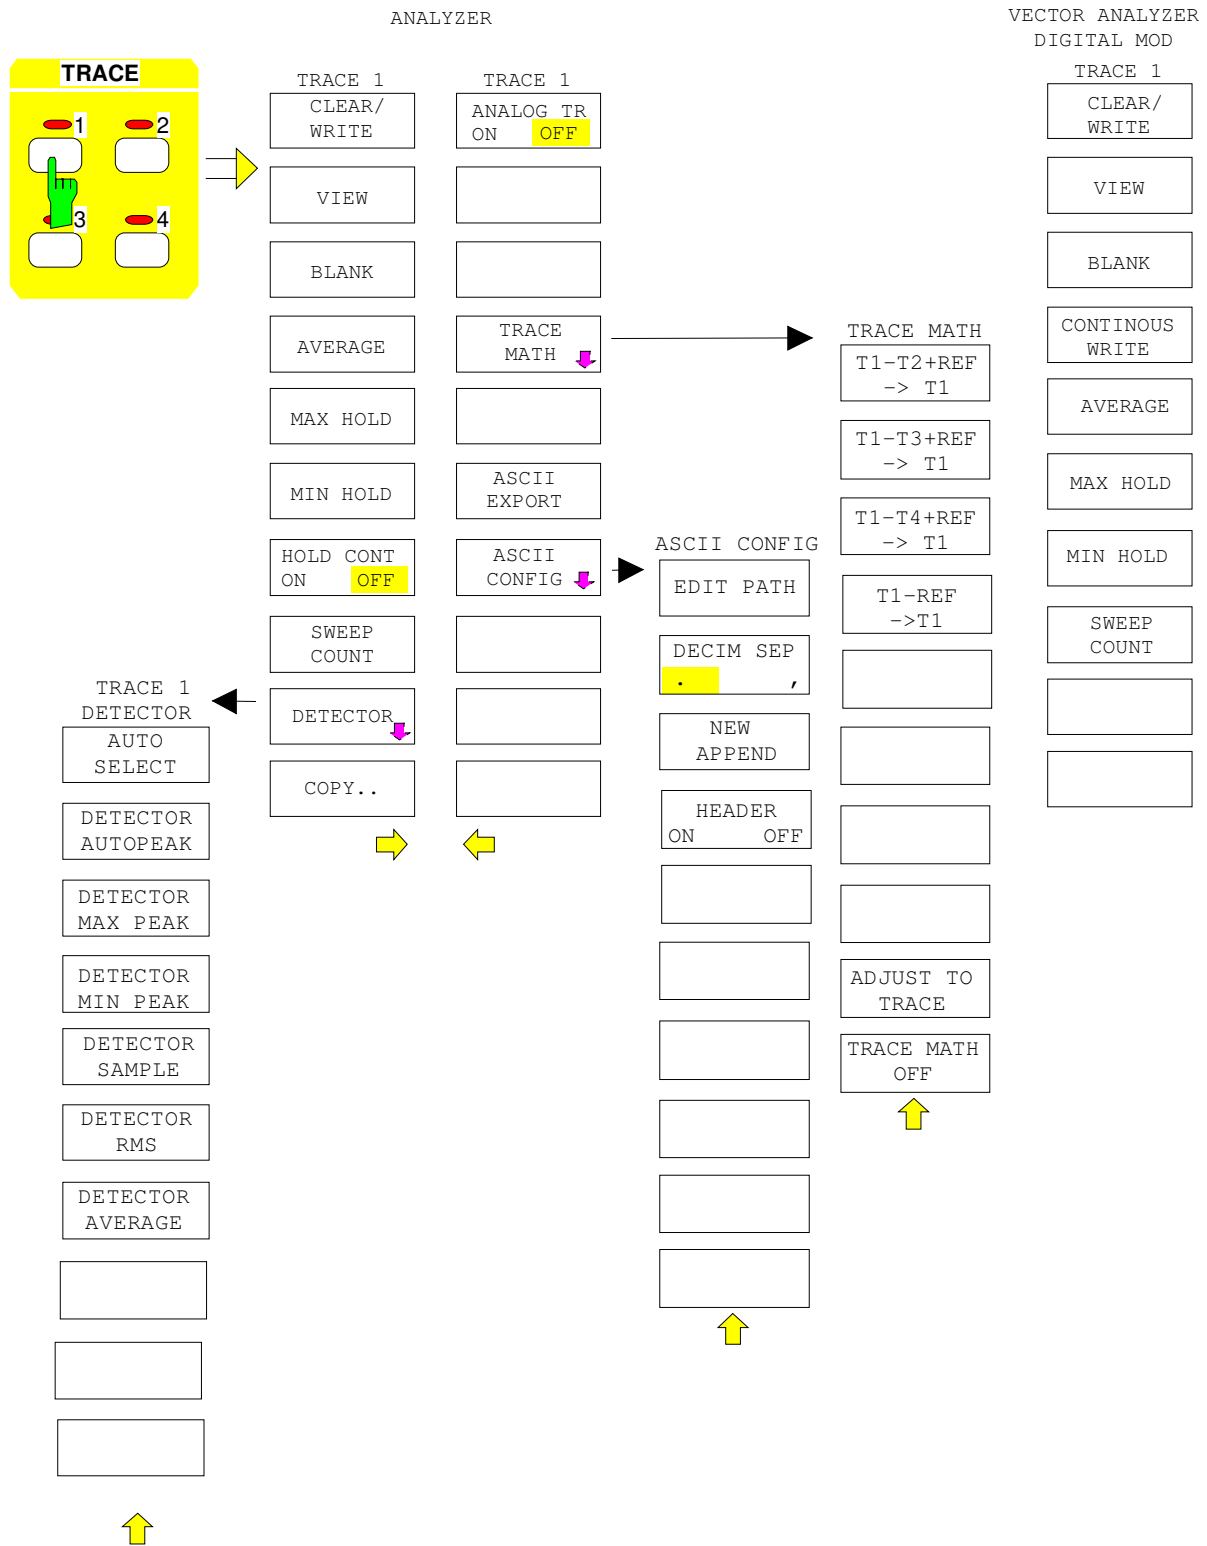 ANALYZER
VECTOR ANALYZER
DIGITAL MOD
TRACE
1
2
3
4
TRACE 1
CLEAR/
WRITE
VIEW
BLANK
AVERAGE
MAX HOLD
MIN HOLD
HOLD CONT
ON OFF
SWEEP
COUNT
DETECTOR
COPY..
TRACE 1
ANALOG TR
ON OFF
TRACE
MATH
ASCII
EXPORT
ASCII
CONFIG
TRACE 1
DETECTOR
AUTO
SELECT
DETECTOR
AUTOPEAK
DETECTOR
MAX PEAK
DETECTOR
MIN PEAK
DETECTOR
SAMPLE
DETECTOR
RMS
DETECTOR
AVERAGE
ASCII CONFIG
EDIT PATH
DECIM SEP
. ,
NEW
APPEND
HEADER
ON OFF
TRACE MATH
T1-T2+REF
-> T1
T1-T3+REF
-> T1
T1-T4+REF
-> T1
T1-REF
->T1
ADJUST TO
TRACE
TRACE MATH
OFF
TRACE 1
CLEAR/
WRITE
VIEW
BLANK
CONTINOUS
WRITE
AVERAGE
MAX HOLD
MIN HOLD
SWEEP
COUNT